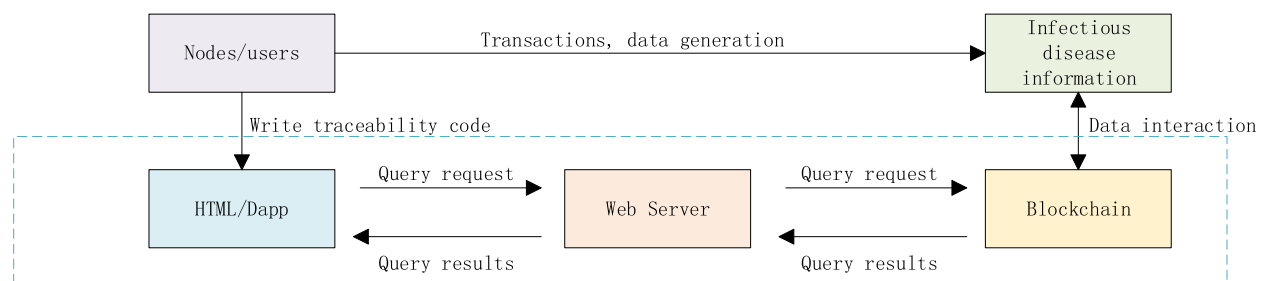 Nodes/users
Transactions, data generation
Infectious
disease
information
Write traceability code
Data interaction
HTML/Dapp
Query request
Web Server
Query request
Blockchain
Query results
Query results